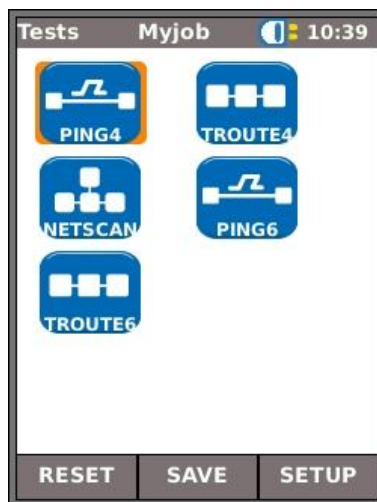 Tests Myjob 10:39
PING4 TROUTE4
NETSCAN PING6
TROUTE6
RESET SAVE SETUP